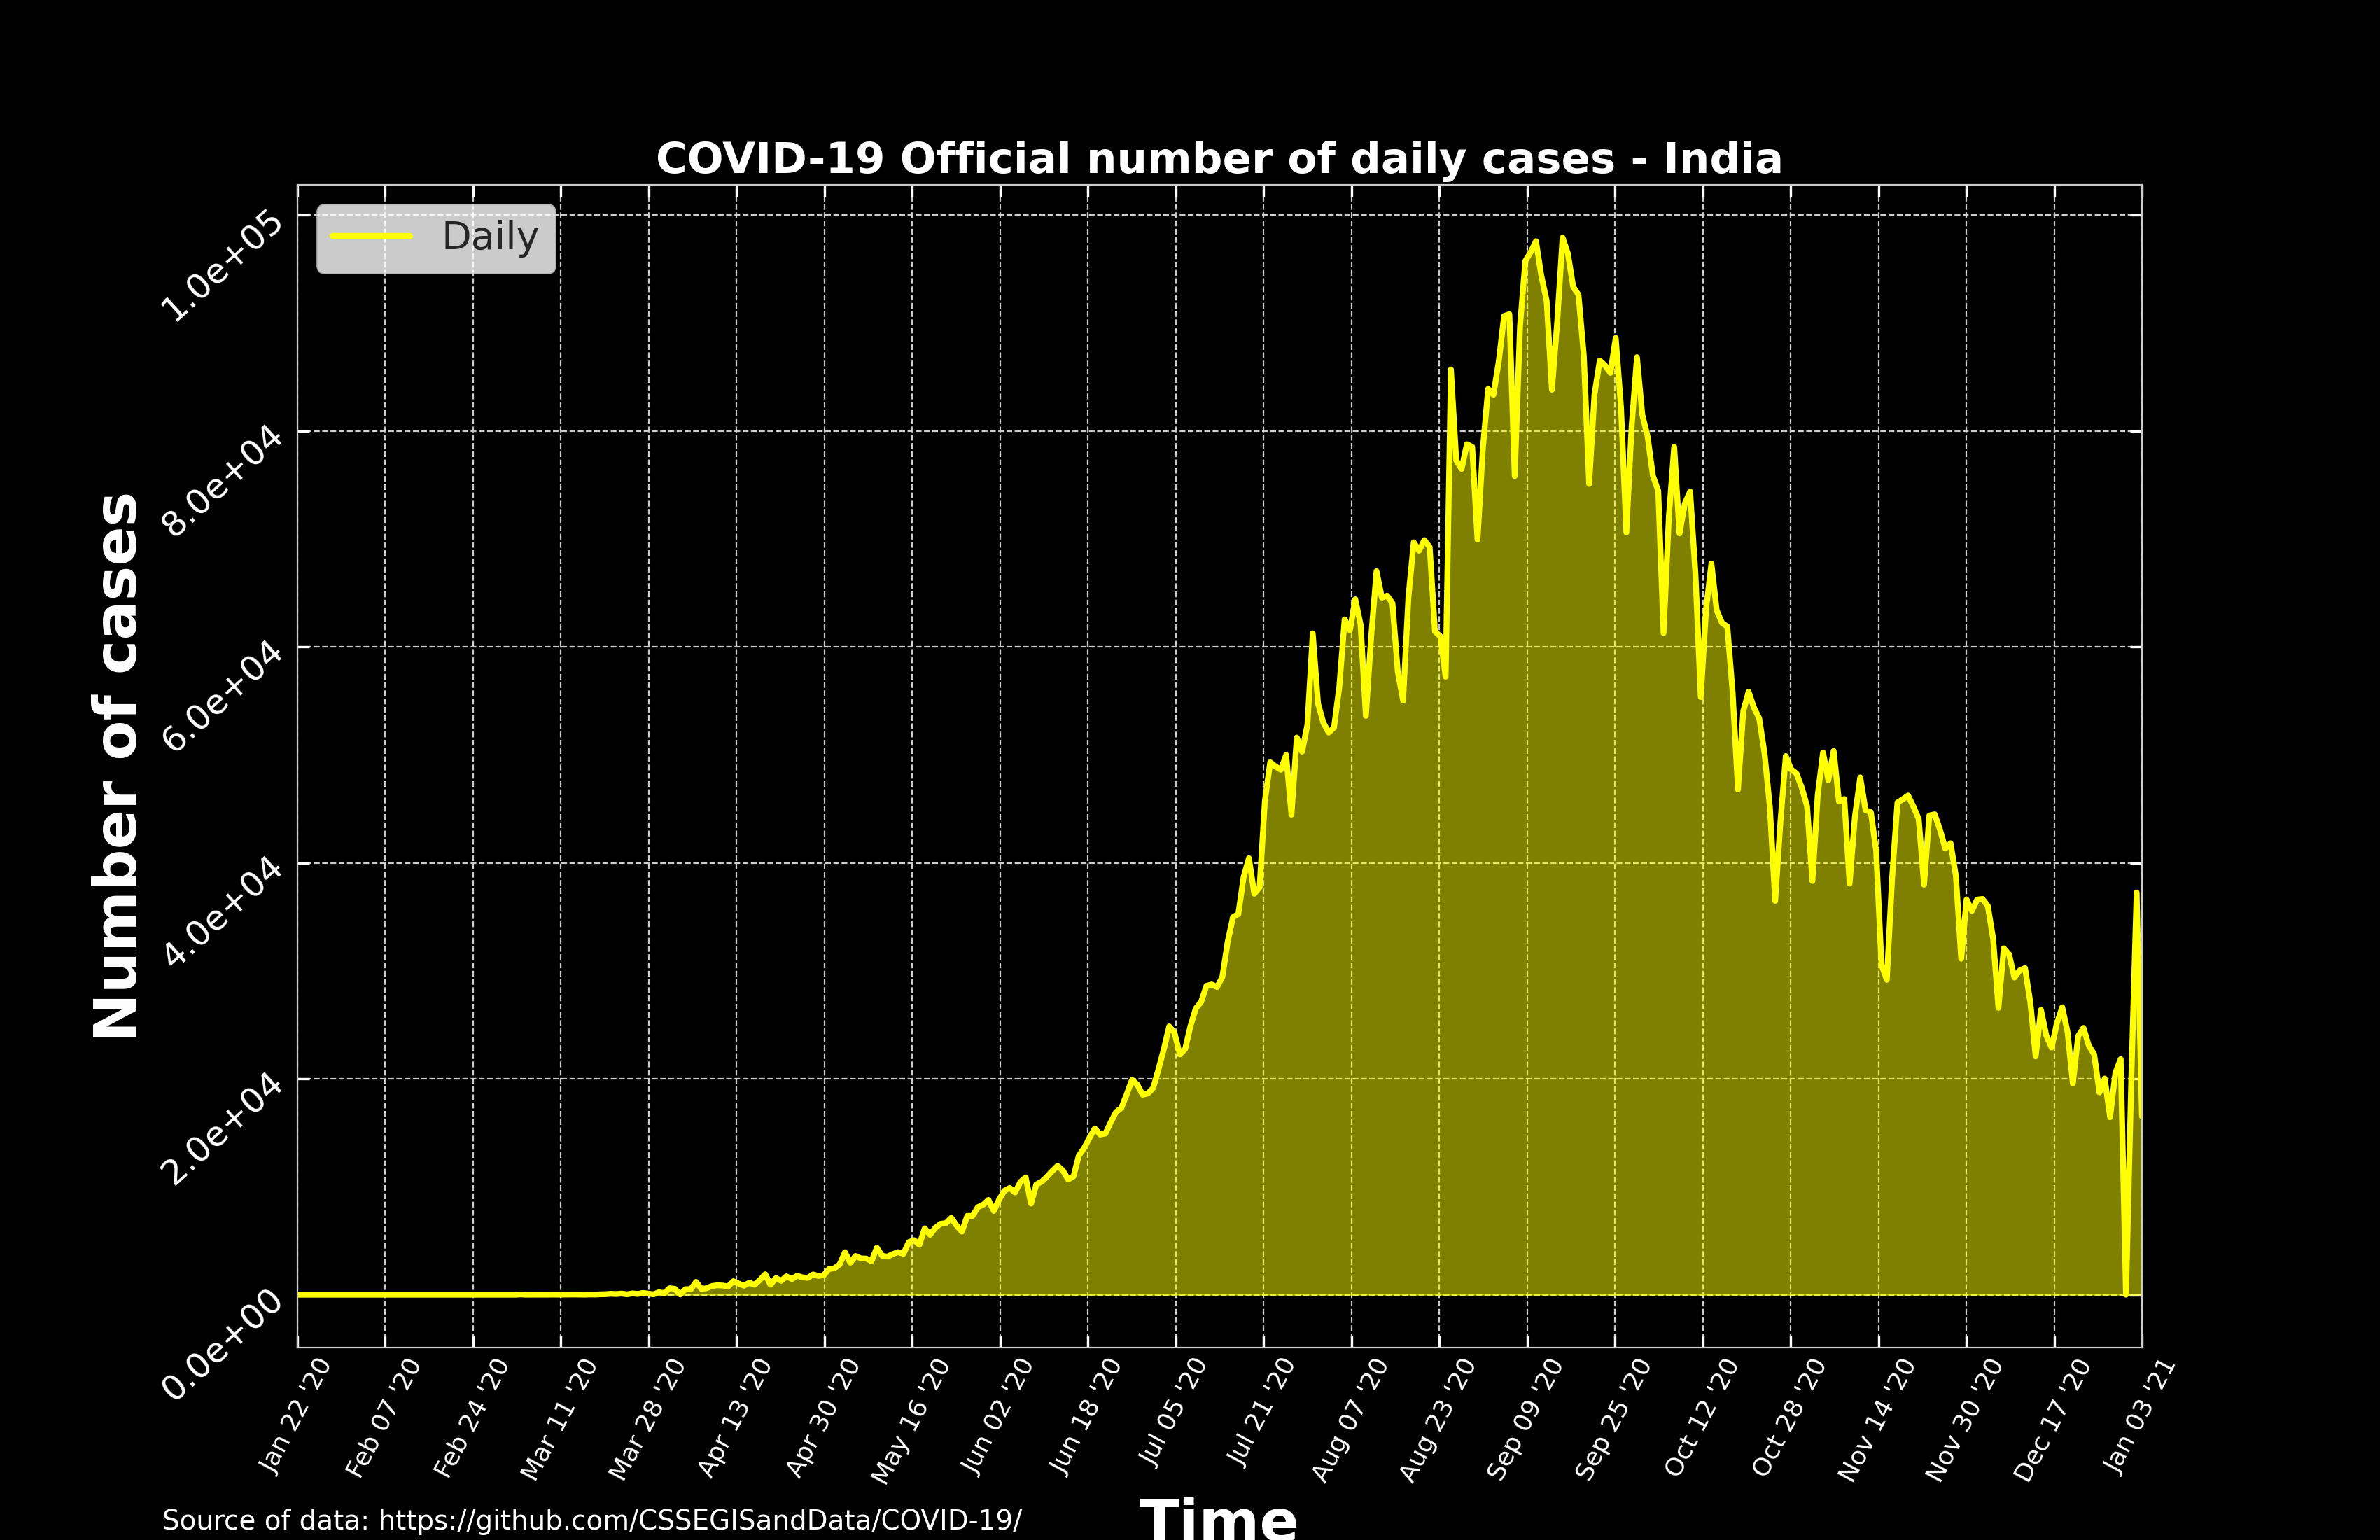 COVID-19 Official number of daily cases - India
Daily
Number of cases
1.0e+05
8.0e+04
6.0e+04
4.0e+04
2.0e+04
0.0e+00
Jan 22 '20
Feb 07 '20
Feb 24 '20
Mar 11 '20
Mar 28 '20
Apr 13 '20
Apr 30 '20
May 16 '20
Jun 02 '20
Jun 18 '20
Jul 05 '20
Jul 21 '20
Aug 07 '20
Aug 23 '20
Sep 09 '20
Sep 25 '20
Oct 12 '20
Oct 28 '20
Nov 14 '20
Nov 30 '20
Dec 17 '20
Jan 03 '21
Time
Source of data: https://github.com/CSSEGISandData/COVID-19/